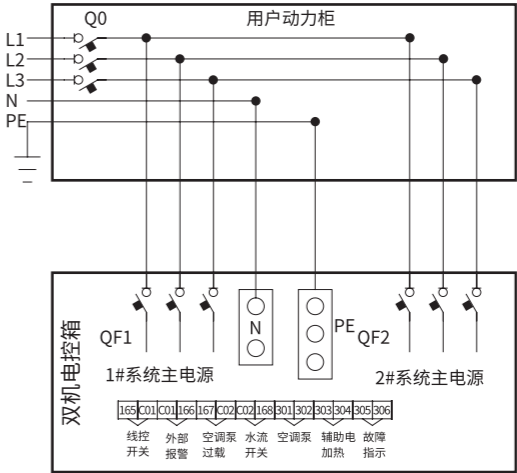 Q0
用户动力柜
L1
L2
L3
N
PE
双机电控箱
QF1
N
PE
QF2
1#系统主电源
2#系统主电源
165 C01 C01 166 167 C02 C02 168 301 302 303 304 305 306
线控 外部 空调泵 水流 空调泵 辅助电 故障
开关 报警 过载 开关 加热 指示